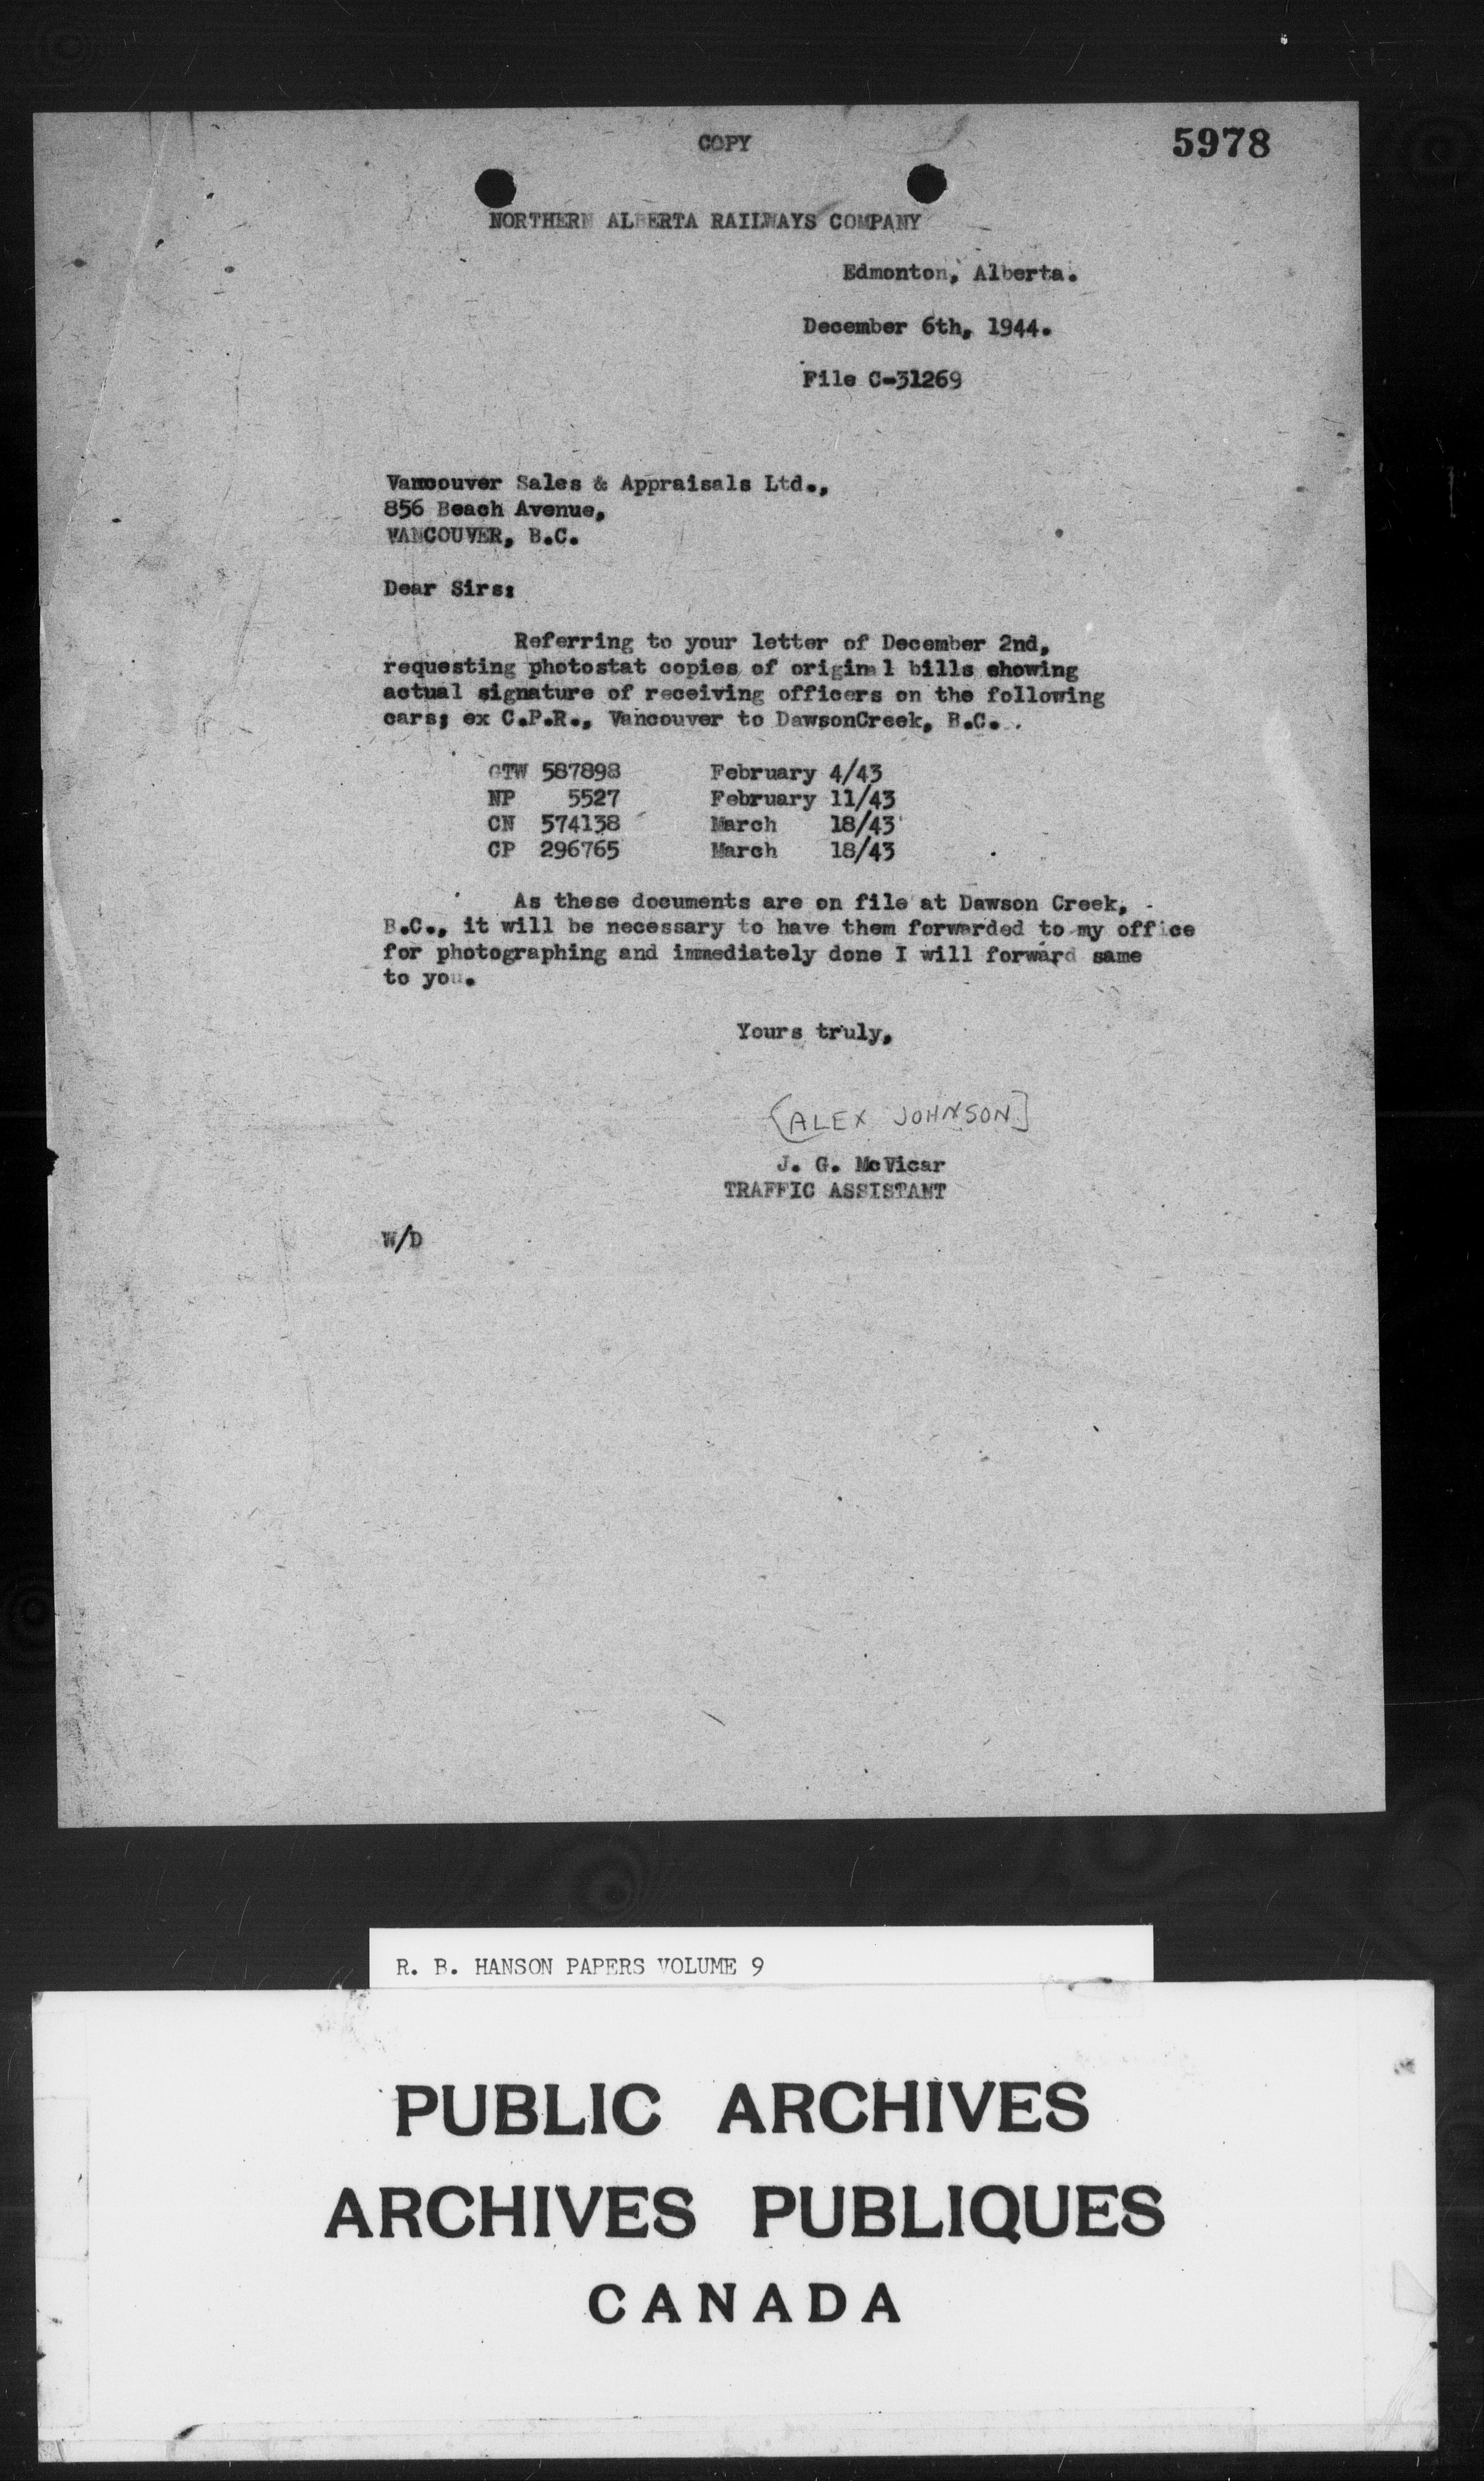 COPY
5978
NORTHERN ALBERTA RAILWAYS COMPANY
Edmonton, Alberta.
December 6th, 1944.
File C-31269
Vancouver Sales & Appraisals Ltd.,
856 Beach Avenue,
VANCOUVER, B.C.
Dear Sirs:
Referring to your letter of December 2nd,
requesting photostat copies of original bills showing
actual signature of receiving officers on the following
cars; ex C.P.R., Vancouver to DawsonCreek, B.C.
GTW 587898 February 4/43
NP 5527 February 11/43
CN 574138 March 18/43
CP 296765 March 18/43
As these documents are on file at Dawson Creek,
B.C., it will be necessary to have them forwarded to my office
for photographing and immediately done I will forward same
to you.
Yours truly,
[ALEX JOHNSON]
J. G. McVicar
TRAFFIC ASSISTANT
W/D
R. B. HANSON PAPERS VOLUME 9
PUBLIC ARCHIVES
ARCHIVES PUBLIQUES
CANADA